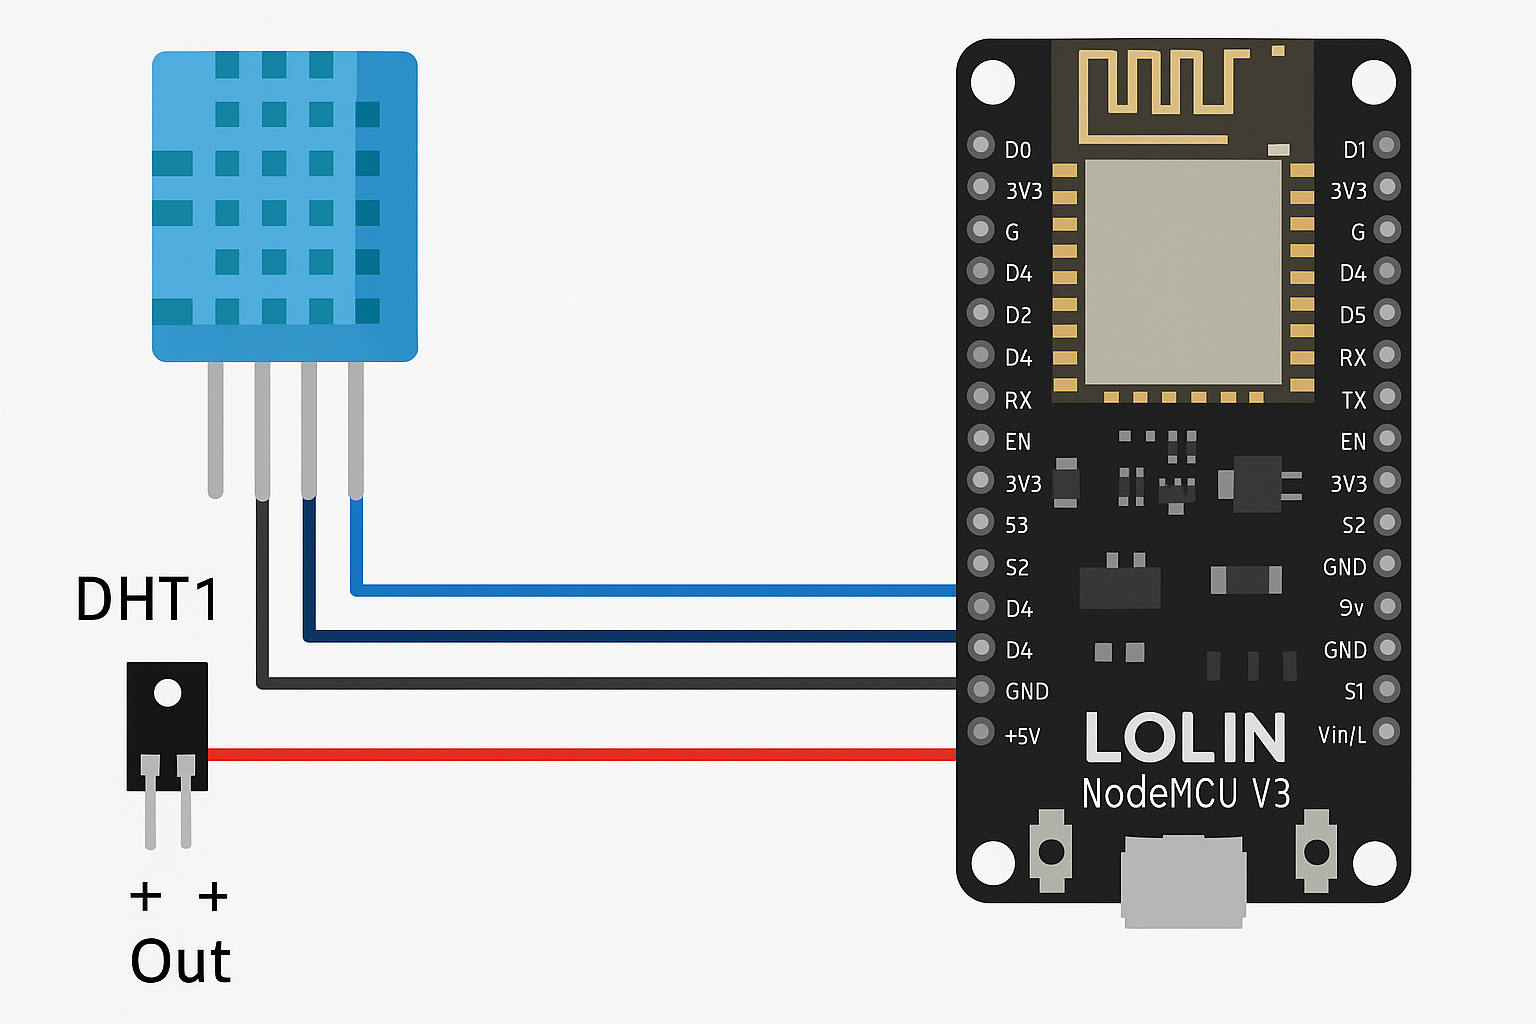 DHT1
+ +
Out
D0 D1
3V3 3V3
G G
D4 D4
D2 D5
D4 RX
RX TX
EN EN
3V3 3V3
53 S2
S2 GND
D4 9v
D4 GND
GND S1
+5V Vin/L
LOLIN
NodeMCU V3